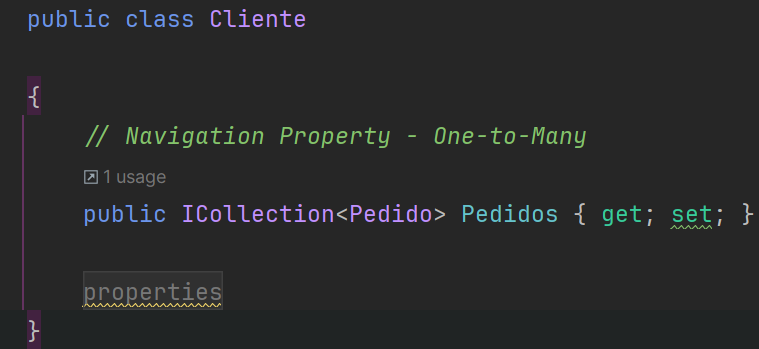 public class Cliente
{
// Navigation Property - One-to-Many
1 usage
public ICollection<Pedido> Pedidos { get; set; }
properties
}